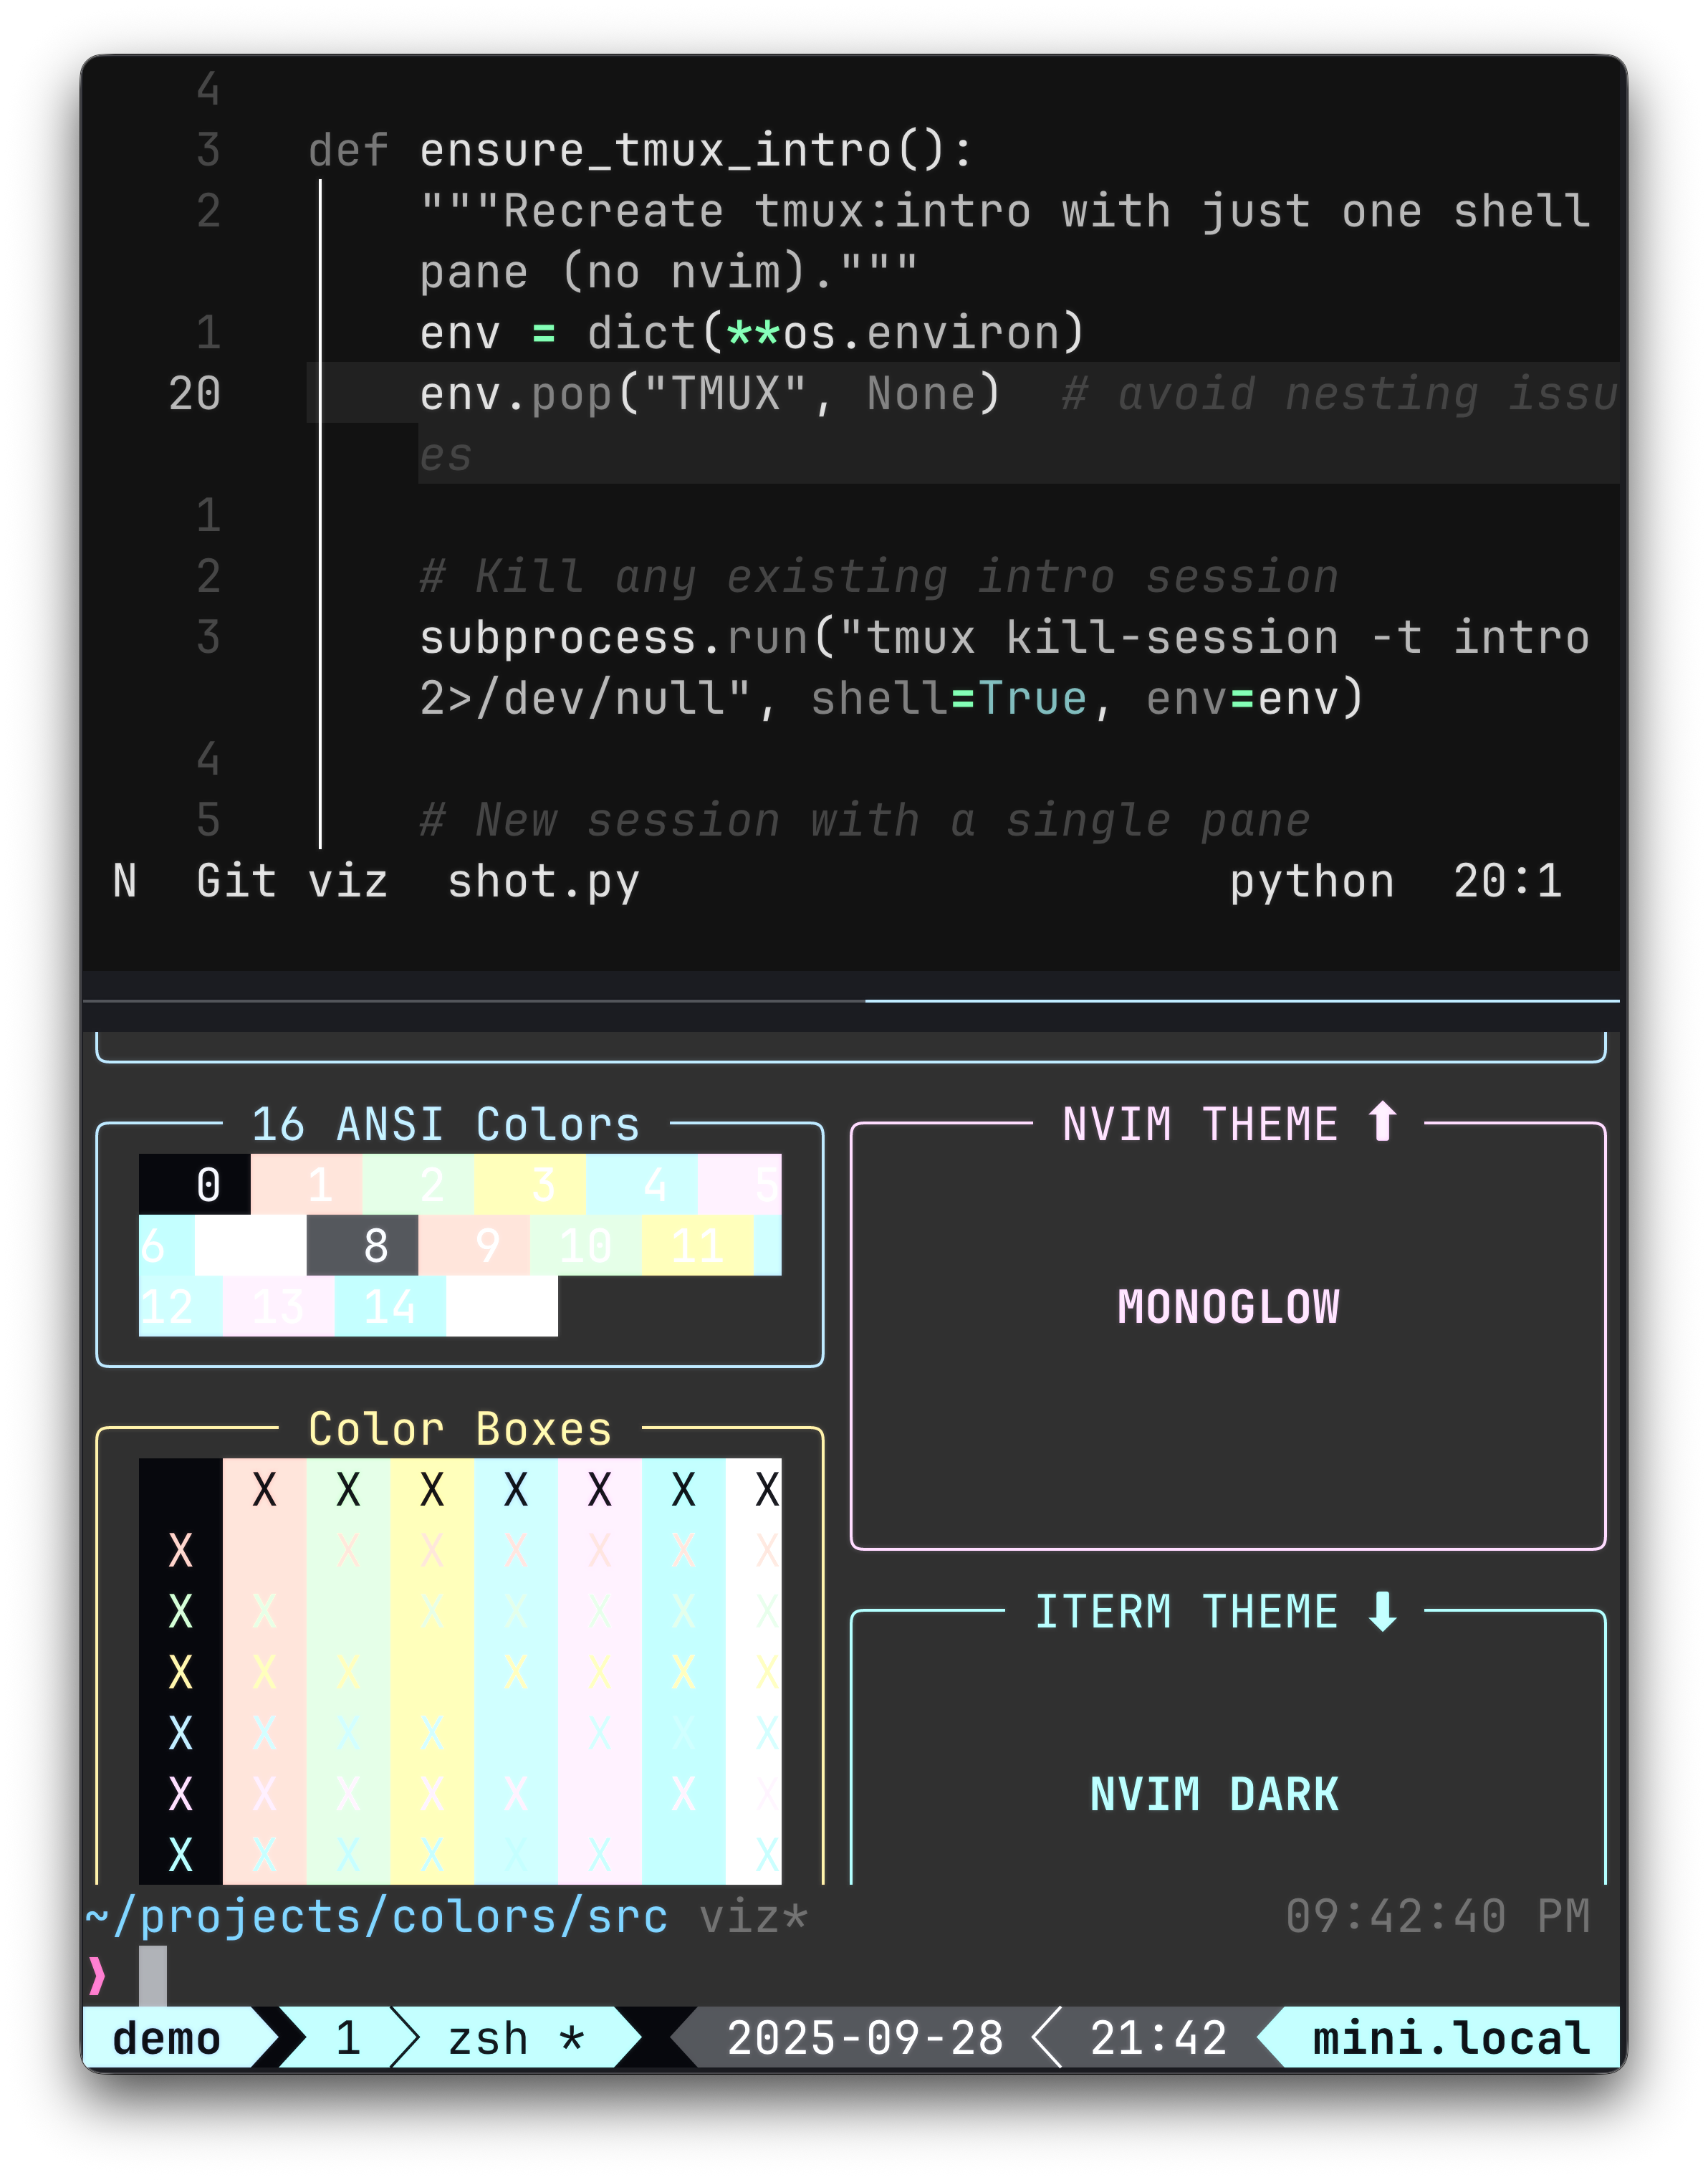 4
3 def ensure_tmux_intro():
2 """Recreate tmux:intro with just one shell
pane (no nvim)."""
1 env = dict(**os.environ)
20 env.pop("TMUX", None)  # avoid nesting issu
es
1
2 # Kill any existing intro session
3 subprocess.run("tmux kill-session -t intro
2>/dev/null", shell=True, env=env)
4
5 # New session with a single pane
N Git viz shot.py python 20:1
16 ANSI Colors
0 1 2 3 4 5
6 8 9 10 11
12 13 14
NVIM THEME ⬆
MONOGLOW
Color Boxes
X X X X X X X
X X X X X X X
X X X X X X X
X X X X X X X
X X X X X X X
X X X X X X X
X X X X X X X
ITERM THEME ⬇
NVIM DARK
~/projects/colors/src viz* 09:42:40 PM
❯
demo 1 zsh * 2025-09-28 21:42 mini.local